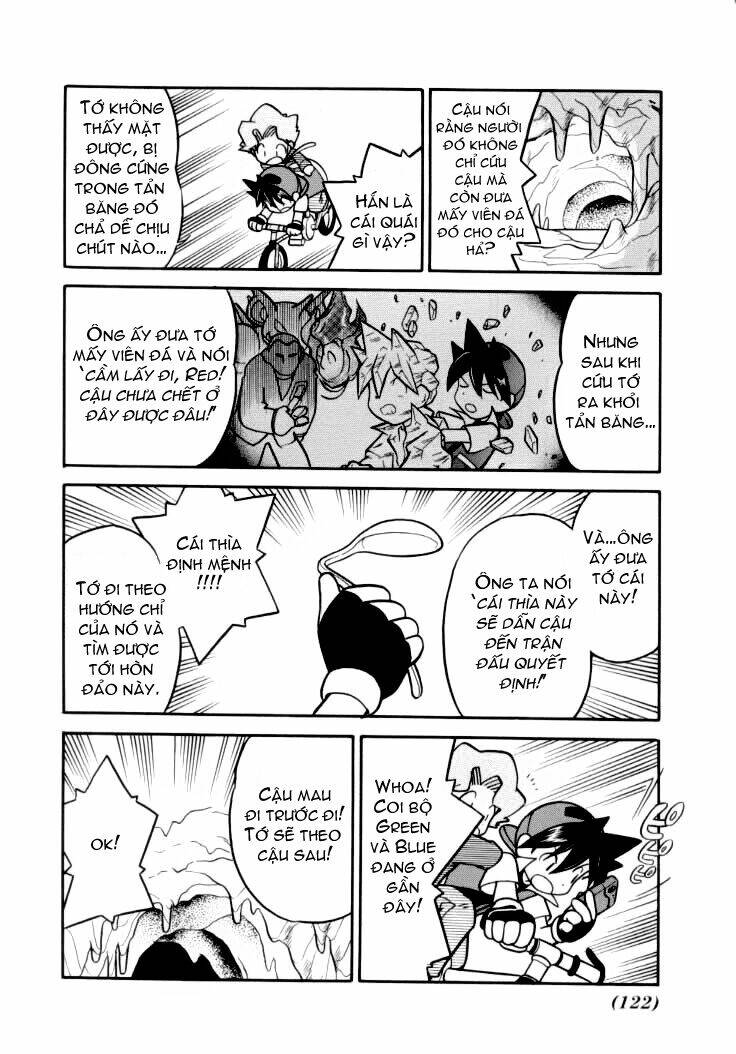 Cậu nói
rằng người
đó không
chỉ cứu
cậu mà
còn đưa
mấy viên đá
đó cho cậu
hả?
Hắn là
cái quái
gì vậy?
Tớ không
thấy mặt
được, bị
đông cứng
trong tản
băng đó
chả dễ chịu
chút nào...
Nhưng
sau khi
cứu tớ
ra khỏi
tản băng...
Ông ấy đưa tớ
mấy viên đá và nói
'cầm lấy đi, Red!
cậu chưa chết ở
đây được đâu!'
Và...ông
ấy đưa
tớ cái
này!
Ông ta nói
'cái thìa này
sẽ dẫn cậu
đến trận
đấu quyết
định!'
Cái thìa
định mệnh
!!!!
Tớ đi theo
hướng chỉ
của nó và
tìm được
tới hòn
đảo này.
ピピピピ
Whoa!
Coi bộ
Green
và Blue
đang ở
gần
đây!
Cậu mau
đi trước đi!
Tớ sẽ theo
cậu sau!
ok!
(122)